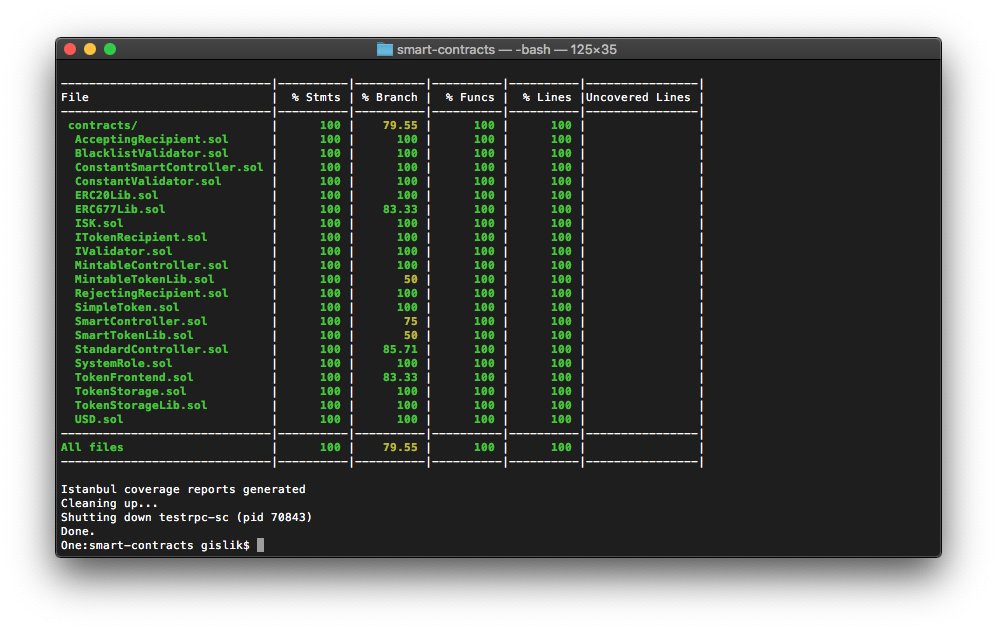 smart-contracts — -bash — 125×35
File | % Stmts | % Branch | % Funcs | % Lines |Uncovered Lines |
contracts/ | 100 | 79.55 | 100 | 100 | |
AcceptingRecipient.sol | 100 | 100 | 100 | 100 | |
BlacklistValidator.sol | 100 | 100 | 100 | 100 | |
ConstantSmartController.sol | 100 | 100 | 100 | 100 | |
ConstantValidator.sol | 100 | 100 | 100 | 100 | |
ERC20Lib.sol | 100 | 100 | 100 | 100 | |
ERC677Lib.sol | 100 | 83.33 | 100 | 100 | |
ISK.sol | 100 | 100 | 100 | 100 | |
ITokenRecipient.sol | 100 | 100 | 100 | 100 | |
IValidator.sol | 100 | 100 | 100 | 100 | |
MintableController.sol | 100 | 100 | 100 | 100 | |
MintableTokenLib.sol | 100 | 50 | 100 | 100 | |
RejectingRecipient.sol | 100 | 100 | 100 | 100 | |
SimpleToken.sol | 100 | 100 | 100 | 100 | |
SmartController.sol | 100 | 75 | 100 | 100 | |
SmartTokenLib.sol | 100 | 50 | 100 | 100 | |
StandardController.sol | 100 | 85.71 | 100 | 100 | |
SystemRole.sol | 100 | 100 | 100 | 100 | |
TokenFrontend.sol | 100 | 83.33 | 100 | 100 | |
TokenStorage.sol | 100 | 100 | 100 | 100 | |
TokenStorageLib.sol | 100 | 100 | 100 | 100 | |
USD.sol | 100 | 100 | 100 | 100 | |
All files | 100 | 79.55 | 100 | 100 | |
Istanbul coverage reports generated
Cleaning up...
Shutting down testrpc-sc (pid 70843)
Done.
One:smart-contracts gislik$